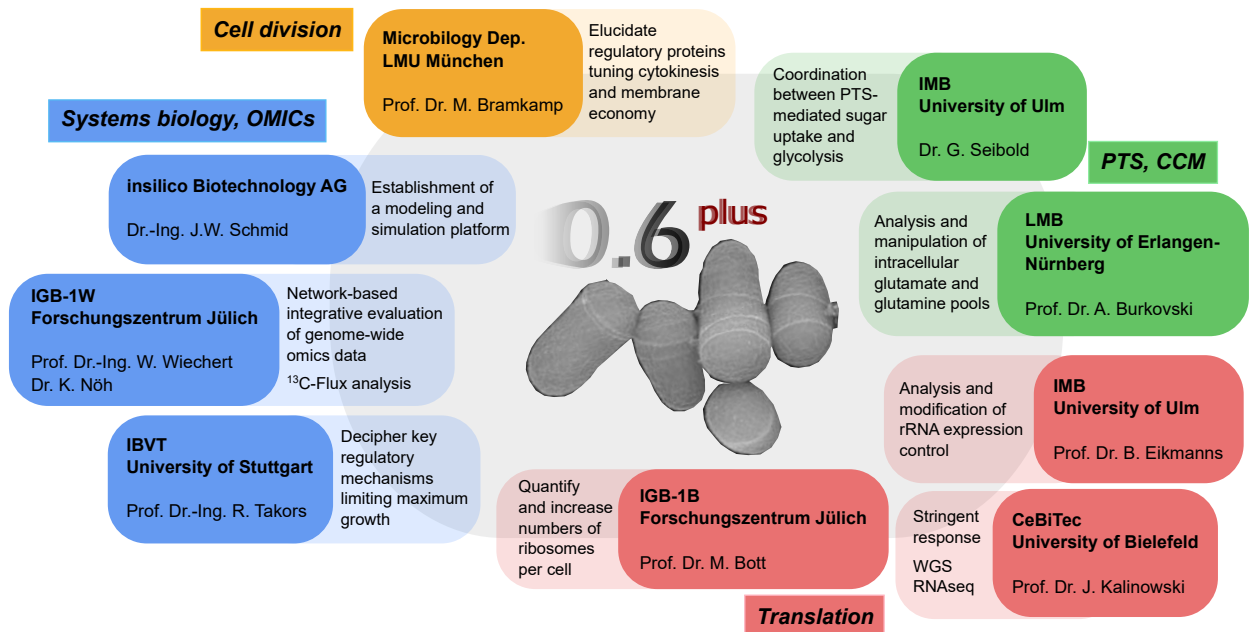 Cell division
Microbilogy Dep.
LMU München
Prof. Dr. M. Bramkamp
Elucidate
regulatory proteins
tuning cytokinesis
and membrane
economy
Systems biology, OMICs
insilico Biotechnology AG
Dr.-Ing. J.W. Schmid
Establishment of
a modeling and
simulation platform
IGB-1W
Forschungszentrum Jülich
Prof. Dr.-Ing. W. Wiechert
Dr. K. Nöh
Network-based
integrative evaluation
of genome-wide
omics data
¹³C-Flux analysis
IBVT
University of Stuttgart
Prof. Dr.-Ing. R. Takors
Decipher key
regulatory
mechanisms
limiting maximum
growth
0.6 plus
Coordination
between PTS-
mediated sugar
uptake and
glycolysis
IMB
University of Ulm
Dr. G. Seibold
PTS, CCM
Analysis and
manipulation of
intracellular
glutamate and
glutamine pools
LMB
University of Erlangen-
Nürnberg
Prof. Dr. A. Burkovski
Analysis and
modification of
rRNA expression
control
IMB
University of Ulm
Prof. Dr. B. Eikmanns
Quantify
and increase
numbers of
ribosomes
per cell
IGB-1B
Forschungszentrum Jülich
Prof. Dr. M. Bott
Stringent
response
WGS
RNAseq
CeBiTec
University of Bielefeld
Prof. Dr. J. Kalinowski
Translation